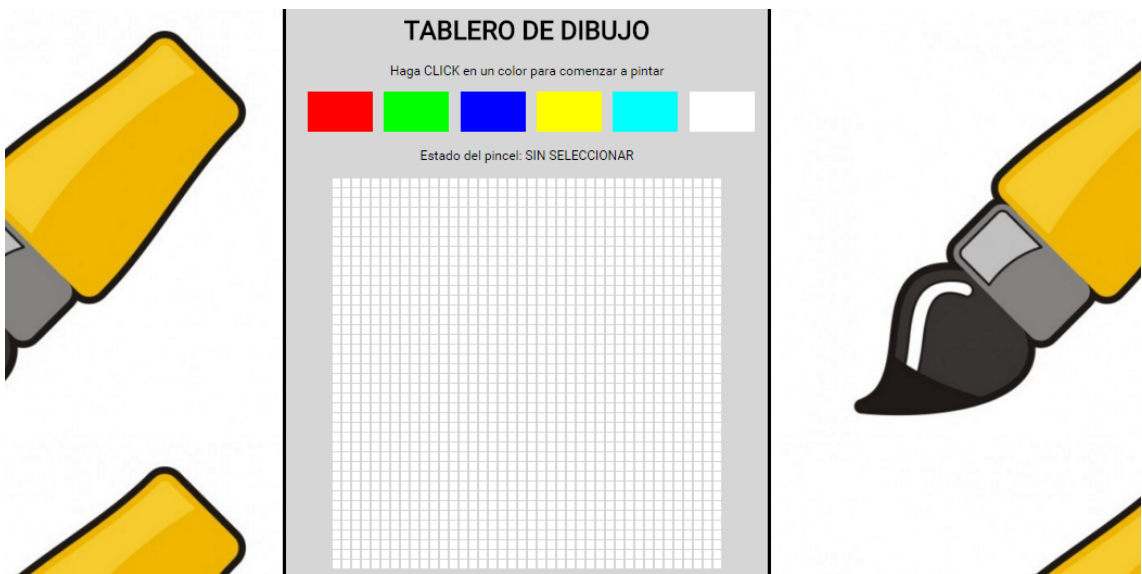 TABLERO DE DIBUJO
Haga CLICK en un color para comenzar a pintar
Estado del pincel: SIN SELECCIONAR